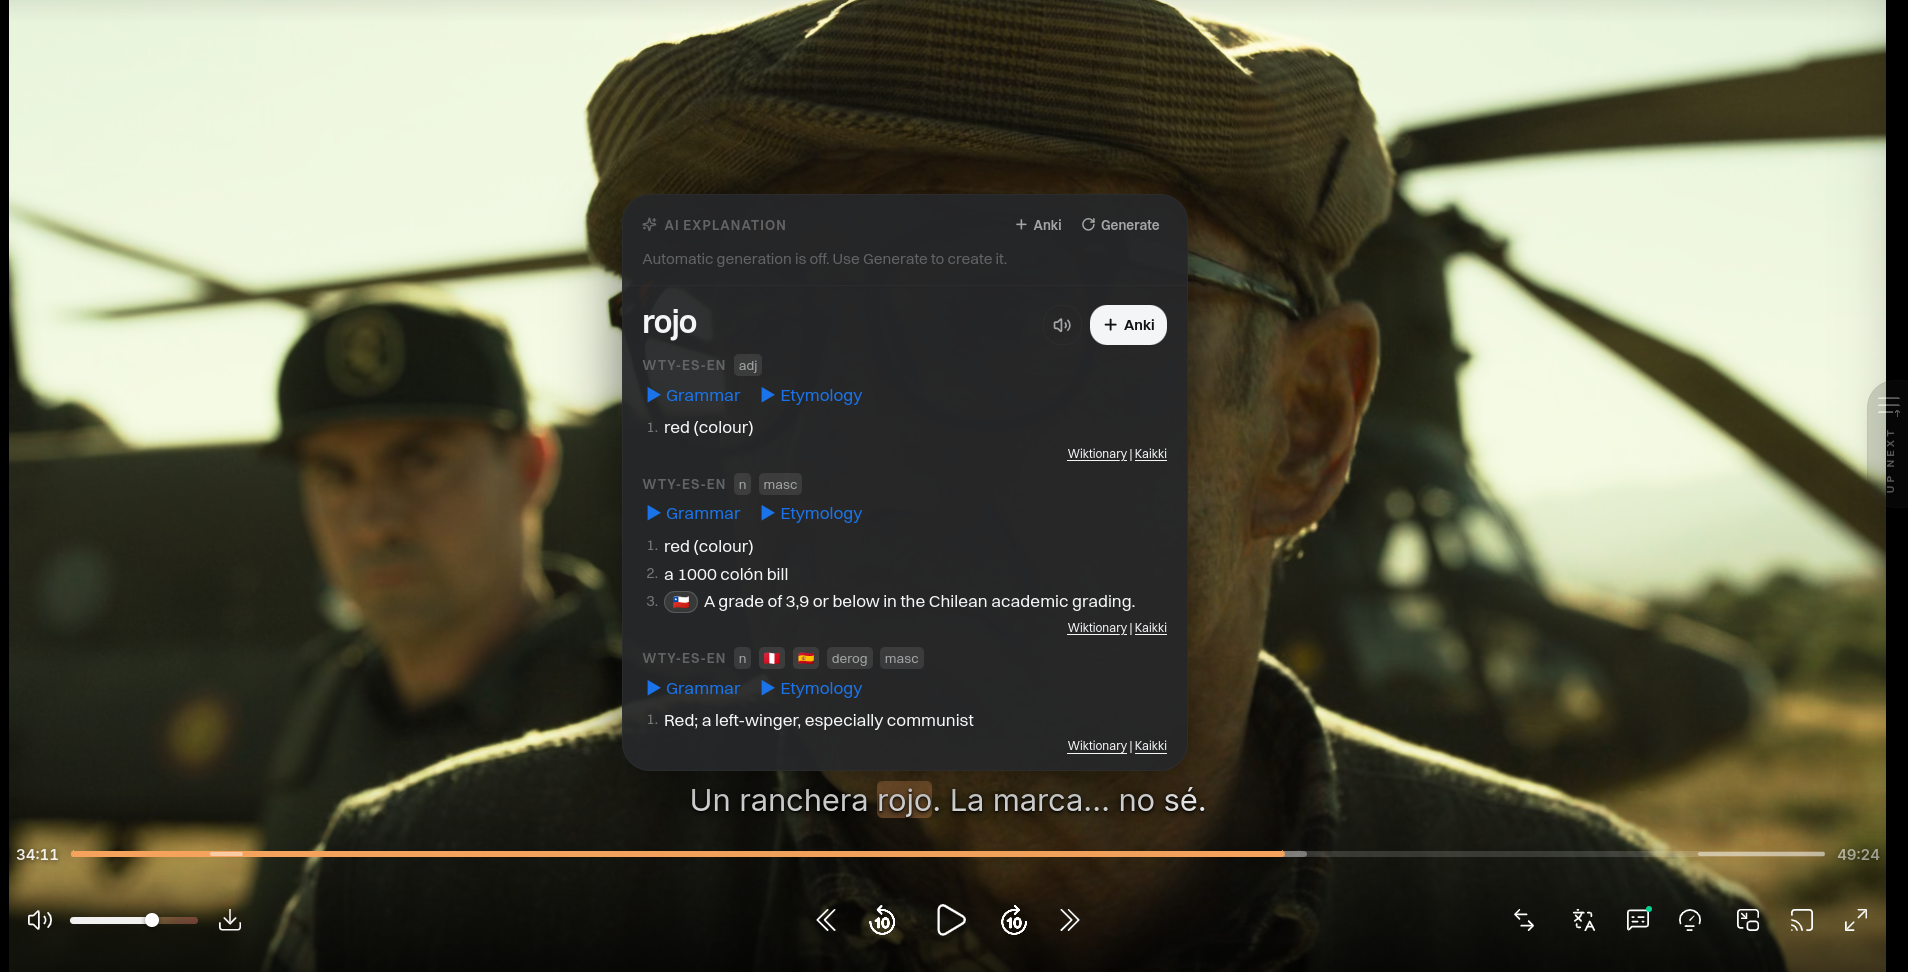 AI EXPLANATION
+ Anki
Generate
Automatic generation is off. Use Generate to create it.
rojo
+ Anki
WTY-ES-EN adj
▶ Grammar ▶ Etymology
1. red (colour)
Wiktionary | Kaikki
WTY-ES-EN n masc
▶ Grammar ▶ Etymology
1. red (colour)
2. a 1000 colón bill
3. 🇨🇱 A grade of 3,9 or below in the Chilean academic grading.
Wiktionary | Kaikki
WTY-ES-EN n 🇵🇪 🇪🇸 derog masc
▶ Grammar ▶ Etymology
1. Red; a left-winger, especially communist
Wiktionary | Kaikki
UP NEXT
Un ranchera rojo. La marca... no sé.
34:11
49:24
10
10